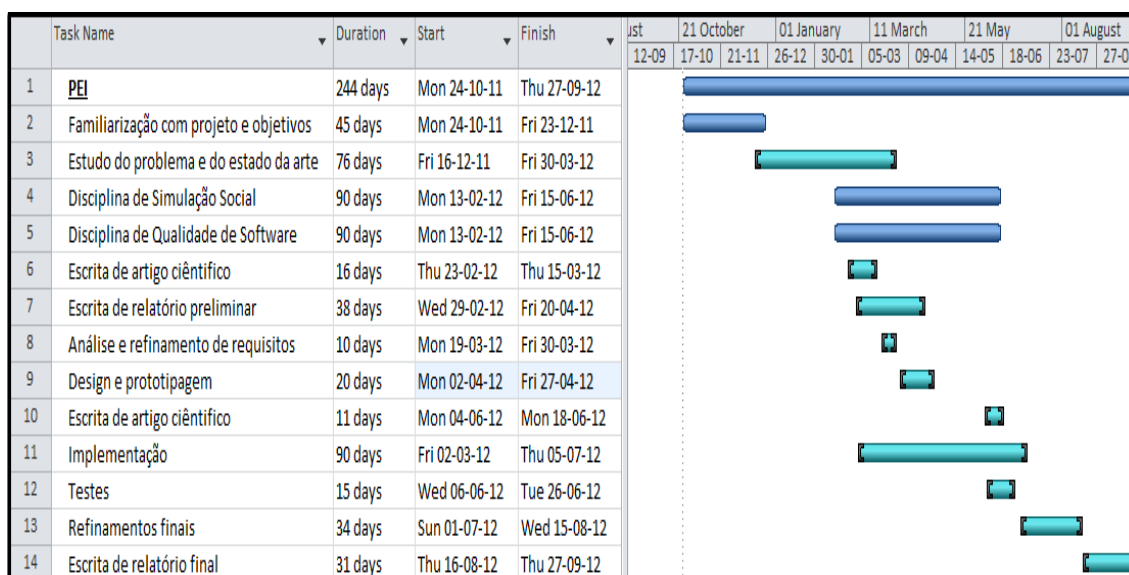 Task Name Duration Start Finish ust 21 October 01 January 11 March 21 May 01 August
12-09 17-10 21-11 26-12 30-01 05-03 09-04 14-05 18-06 23-07 27-0
1 PEI 244 days Mon 24-10-11 Thu 27-09-12
2 Familiarização com projeto e objetivos 45 days Mon 24-10-11 Fri 23-12-11
3 Estudo do problema e do estado da arte 76 days Fri 16-12-11 Fri 30-03-12
4 Disciplina de Simulação Social 90 days Mon 13-02-12 Fri 15-06-12
5 Disciplina de Qualidade de Software 90 days Mon 13-02-12 Fri 15-06-12
6 Escrita de artigo ciêntifico 16 days Thu 23-02-12 Thu 15-03-12
7 Escrita de relatório preliminar 38 days Wed 29-02-12 Fri 20-04-12
8 Análise e refinamento de requisitos 10 days Mon 19-03-12 Fri 30-03-12
9 Design e prototipagem 20 days Mon 02-04-12 Fri 27-04-12
10 Escrita de artigo ciêntifico 11 days Mon 04-06-12 Mon 18-06-12
11 Implementação 90 days Fri 02-03-12 Thu 05-07-12
12 Testes 15 days Wed 06-06-12 Tue 26-06-12
13 Refinamentos finais 34 days Sun 01-07-12 Wed 15-08-12
14 Escrita de relatório final 31 days Thu 16-08-12 Thu 27-09-12